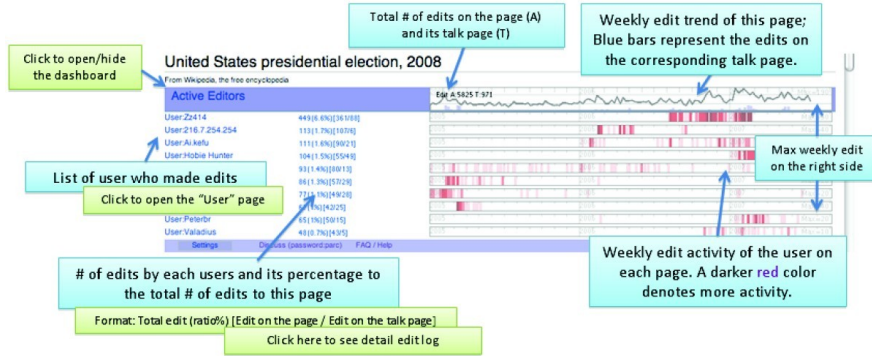 Total # of edits on the page (A)
and its talk page (T)
Weekly edit trend of this page;
Blue bars represent the edits on
the corresponding talk page.
Click to open/hide
the dashboard
United States presidential election, 2008
From Wikipedia, the free encyclopedia
Active Editors
Edit A 5825 T 971
User:Zz414 449(6.6%)[361/88]
User:216.7.254.254 113(1.7%)[107/6]
User:Ai.kefu 111(1.6%)[90/21]
User:Hobie Hunter 104(1.5%)[55/49]
93(1.4%)[80/13]
86(1.3%)[57/29]
[49/28]
[42/25]
User:Peterbr 65(1%)[50/15]
User:Valadius 48(0.7%)[43/5]
Max weekly edit
on the right side
List of user who made edits
Click to open the “User” page
Settings Discuss (password:parc) FAQ / Help
# of edits by each users and its percentage to
the total # of edits to this page
Format: Total edit (ratio%) [Edit on the page / Edit on the talk page]
Click here to see detail edit log
Weekly edit activity of the user on
each page. A darker red color
denotes more activity.